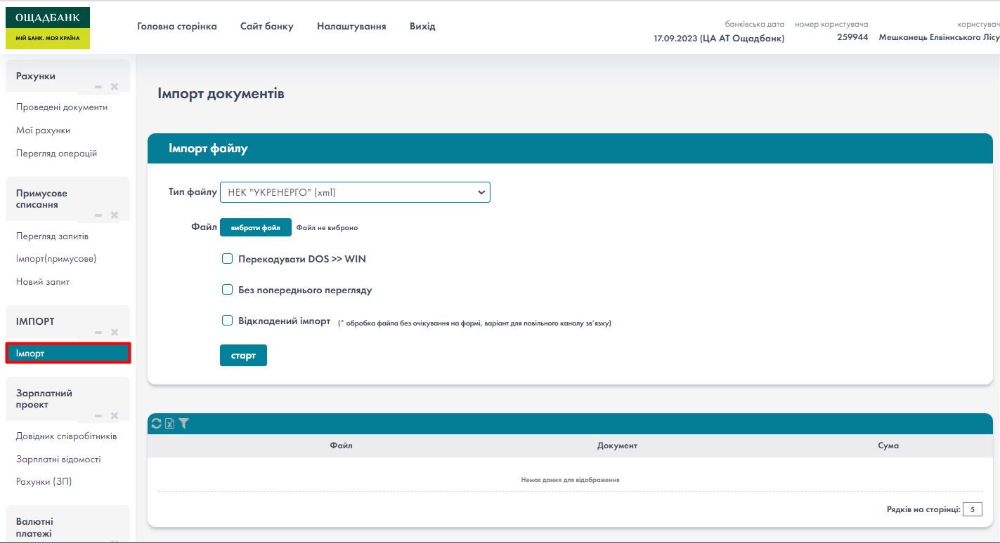 ОЩАДБАНК
МІЙ БАНК. МОЯ КРАЇНА
Головна сторінка
Сайт банку
Налаштування
Вихід
банківська дата
17.09.2023 (ЦА АТ Ощадбанк)
номер користувача
259944
користувач
Мешканець Елвіннського Лісу
Рахунки
Проведені документи
Мої рахунки
Перегляд операцій
Примусове
списання
Перегляд запитів
Імпорт(примусове)
Новий запит
ІМПОРТ
Імпорт
Зарплатний
проект
Довідник співробітників
Зарплатні відомості
Рахунки (ЗП)
Валютні
платежі
Імпорт документів
Імпорт файлу
Тип файлу НЕК "УКРЕНЕРГО" (xml)
Файл вибрати файл Файл не вибрано
Перекодувати DOS >> WIN
Без попереднього перегляду
Відкладений імпорт (* обробка файла без очікування на формі, варіант для повільного каналу зв’язку)
старт
Файл Документ Сума
Немає даних для відображення
Рядків на сторінці: 5